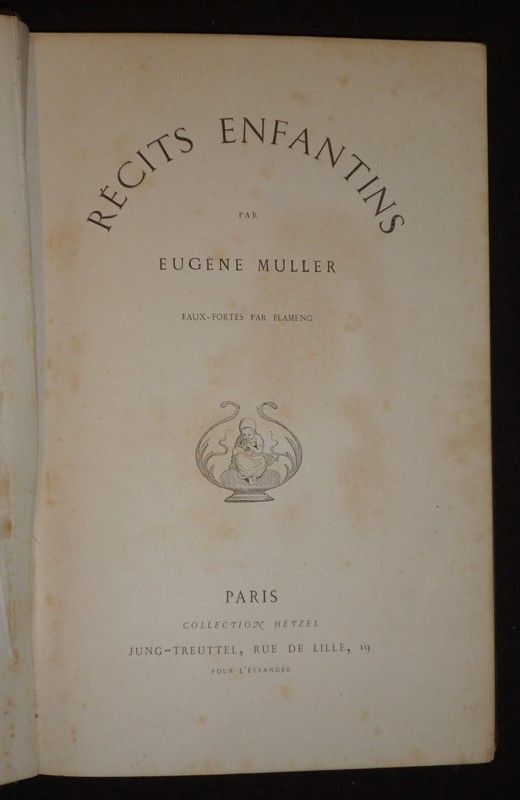 RÉCITS ENFANTINS
PAR
EUGÈNE MULLER
EAUX-FORTES PAR FLAMENG
PARIS
COLLECTION HETZEL
JUNG-TREUTTEL, RUE DE LILLE, 19
POUR L'ÉTRANGER